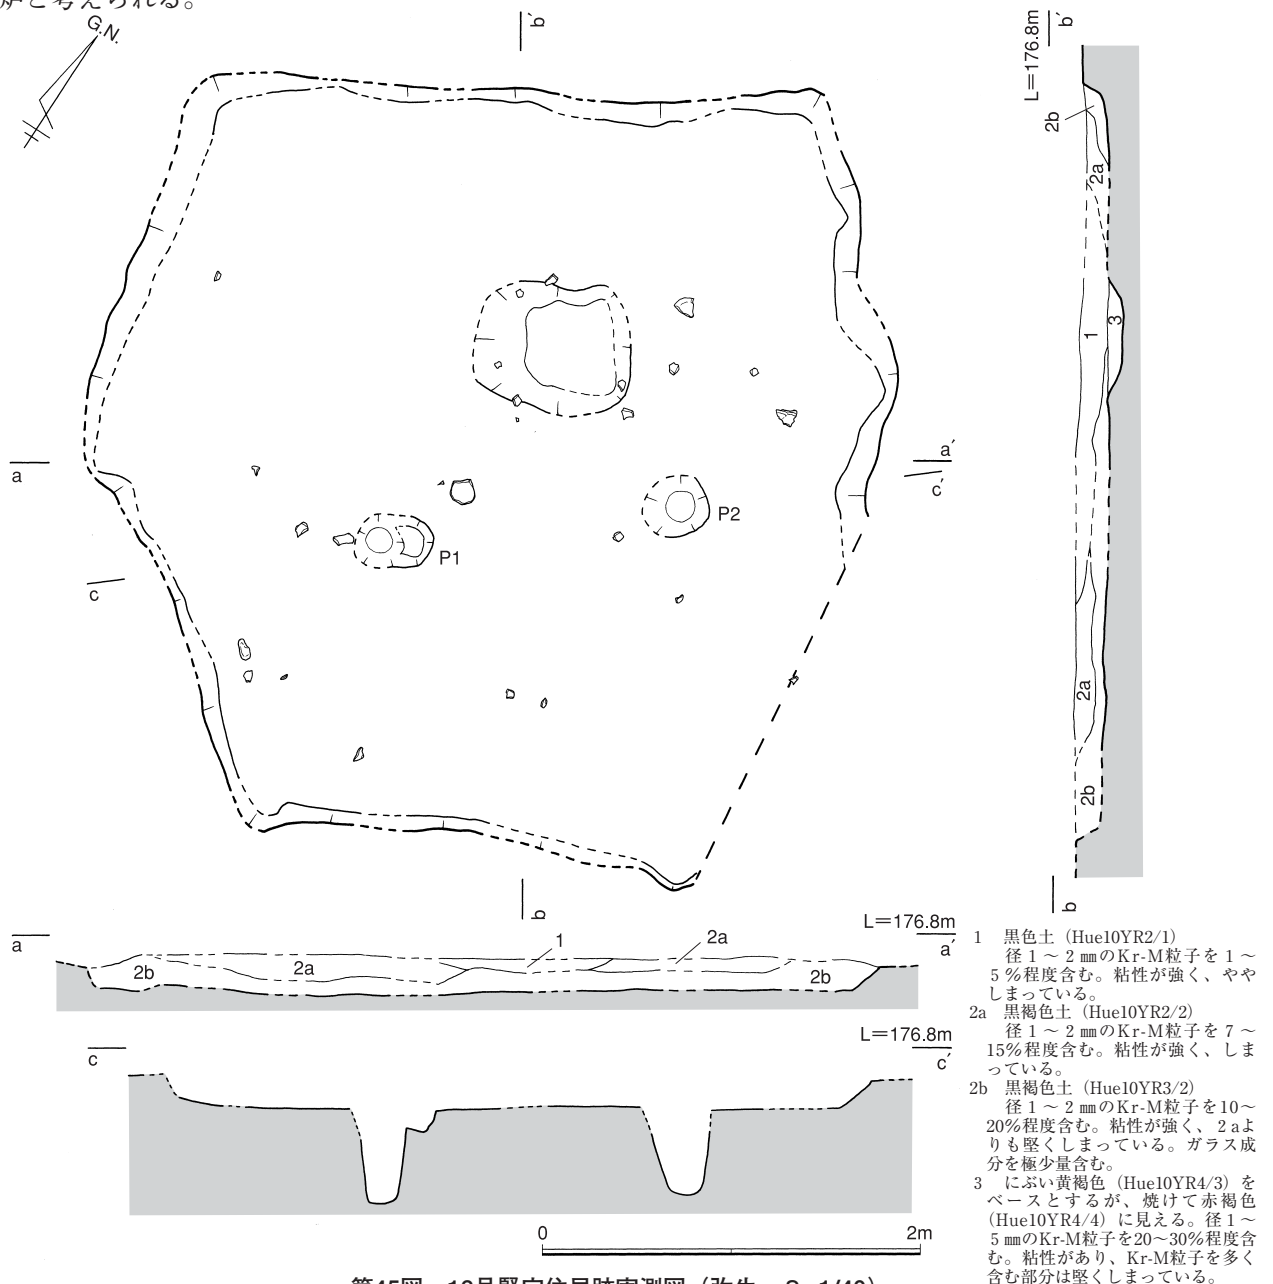 G.N.
b′
a
a′
c′
P2
P1
c
b
L＝176.8m
b′
2b
2a
1
3
2a
2b
b
a
L＝176.8m
a′
1
2a
2b
2a
2b
c
L＝176.8m
c′
0
2m
1　黒色土（Hue10YR2/1）
径１～２㎜のKr-M粒子を１～
５％程度含む。粘性が強く、やや
しまっている。
2a　黒褐色土（Hue10YR2/2）
径１～２㎜のKr-M粒子を７～
15％程度含む。粘性が強く、しま
っている。
2b　黒褐色土（Hue10YR3/2）
径１～２㎜のKr-M粒子を10～
20％程度含む。粘性が強く、２aよ
りも堅くしまっている。ガラス成
分を極少量含む。
3　にぶい黄褐色（Hue10YR4/3）を
ベースとするが、焼けて赤褐色
（Hue10YR4/4）に見える。径１～
５㎜のKr-M粒子を20～30％程度含
む。粘性があり、Kr-M粒子を多く
含む部分は堅くしまっている。